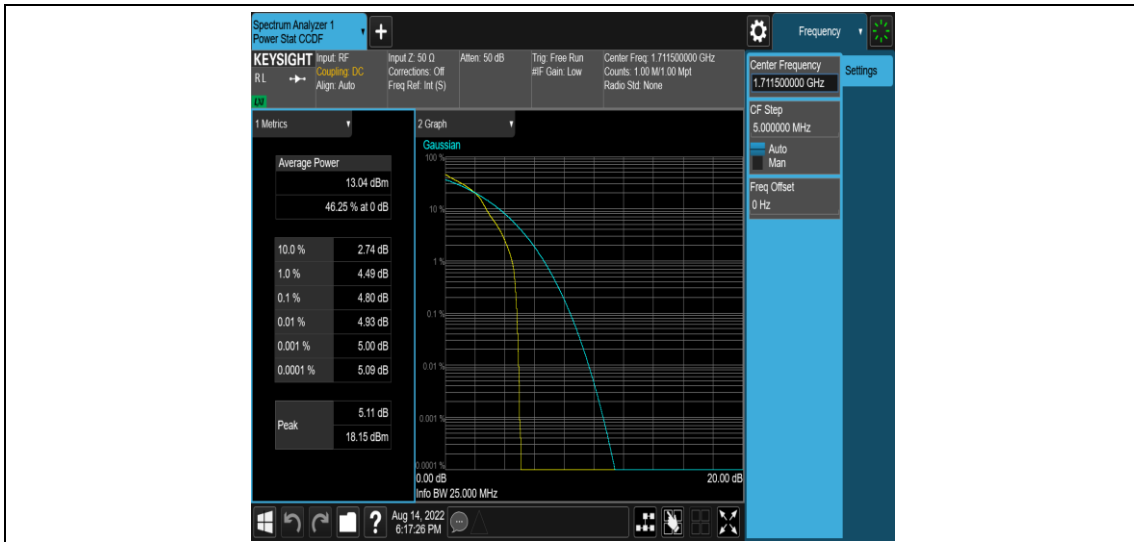 Spectrum Analyzer 1
Power Stat CCDF
Frequency
KEYSIGHT
RL
LXI
Input: RF
Coupling: DC
Align: Auto
Input Z: 50 Ω
Corrections: Off
Freq Ref: Int (S)
Atten: 50 dB
Trig: Free Run
#IF Gain: Low
Center Freq: 1.711500000 GHz
Counts: 1.00 M/1.00 Mpt
Radio Std: None
Center Frequency
1.711500000 GHz
Settings
CF Step
5.000000 MHz
Auto
Man
Freq Offset
0 Hz
1 Metrics
Average Power
13.04 dBm
46.25 % at 0 dB
10.0 % 2.74 dB
1.0 % 4.49 dB
0.1 % 4.80 dB
0.01 % 4.93 dB
0.001 % 5.00 dB
0.0001 % 5.09 dB
Peak
5.11 dB
18.15 dBm
2 Graph
Gaussian
100 %
10 %
1 %
0.1 %
0.01 %
0.001 %
0.0001 %
0.00 dB 20.00 dB
Info BW 25.000 MHz
Aug 14, 2022
6:17:26 PM